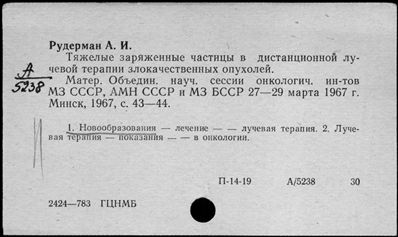 Рудерман А. И.
Тяжелые заряженные частицы в дистанционной лу-
чевой терапии злокачественных опухолей.
А
5238
Матер. Объедин. науч. сессии онкологич. ин-тов
МЗ СССР, АМН СССР и МЗ БССР 27—29 марта 1967 г.
Минск, 1967, с. 43—44.
1. Новообразования — лечение — — лучевая терапия. 2. Луче-
вая терапия — показания — — в онкологии.
П-14-19 А/5238 30
2424—783 ГЦНМБ